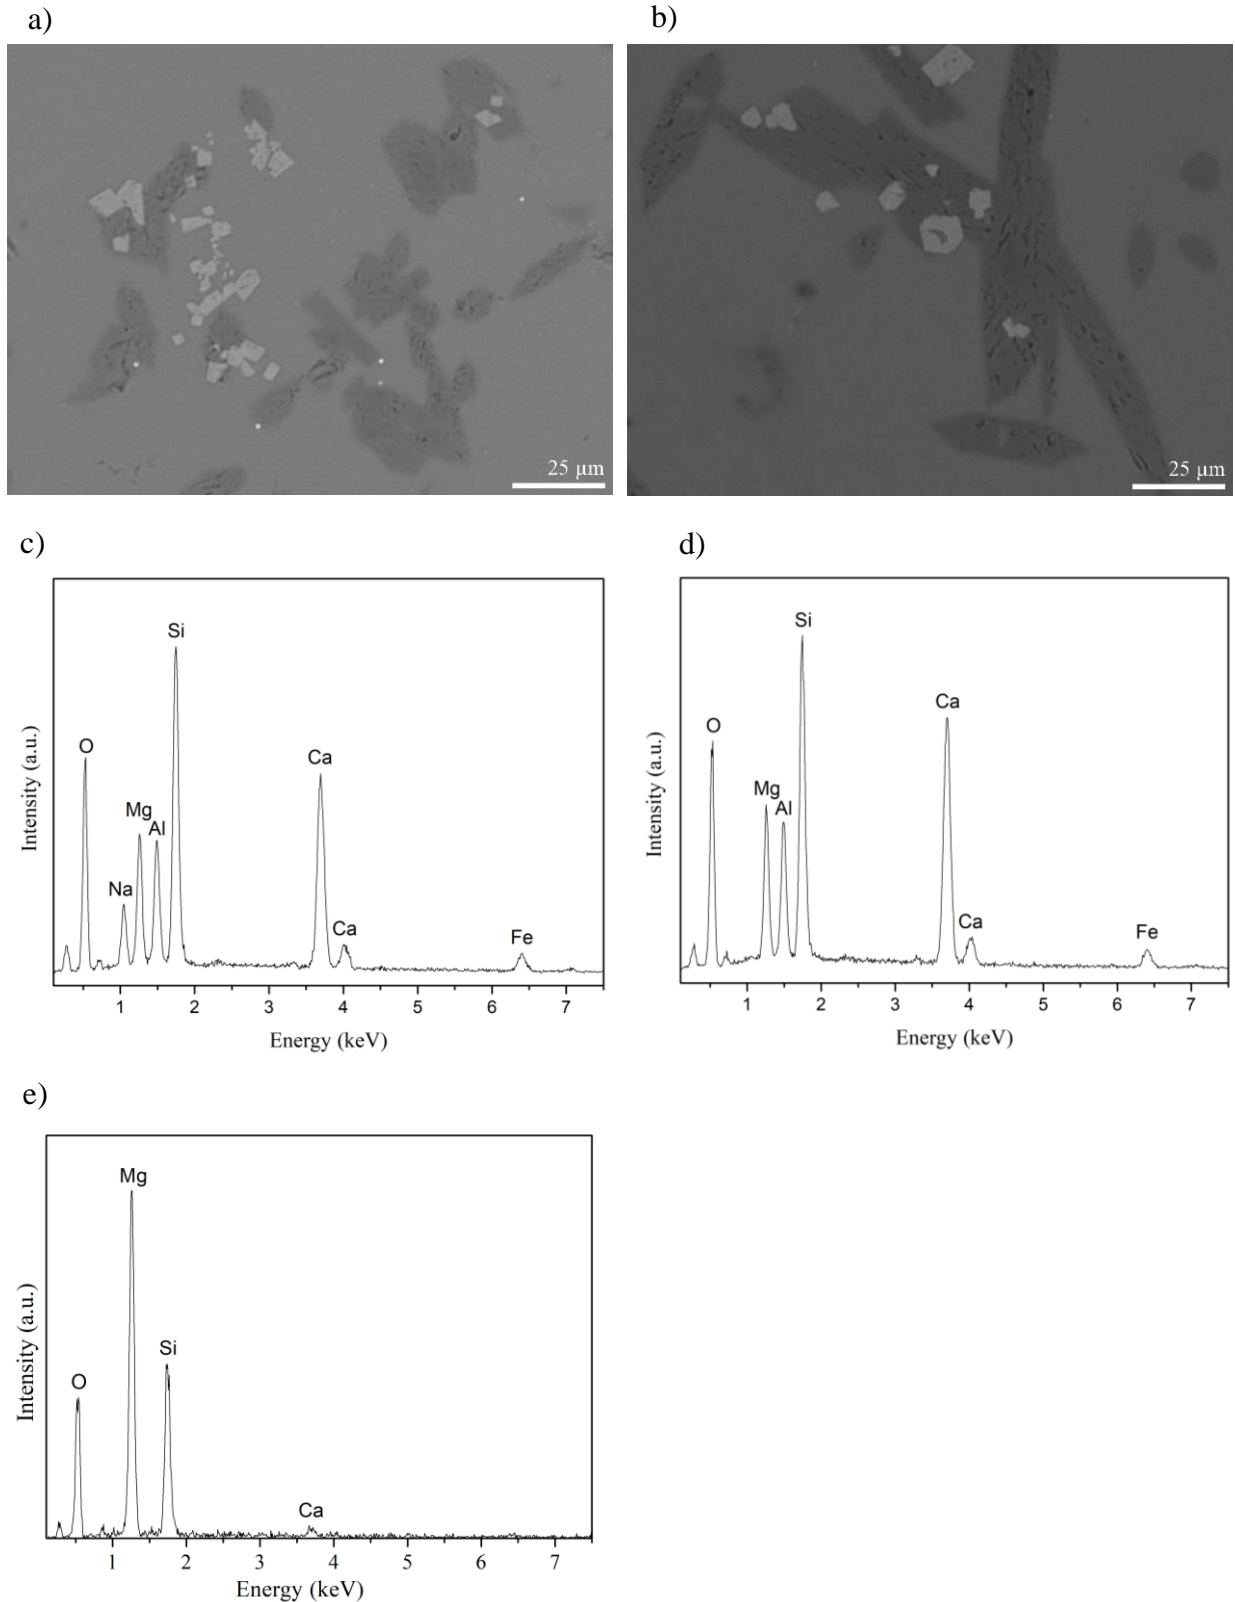 a)
b)
25 µm
25 µm
c)
d)
Si
O
Ca
Mg
Al
Na
Ca
Fe
Intensity (a.u.)
1 2 3 4 5 6 7
Energy (keV)
Si
Ca
O
Mg
Al
Ca
Fe
Intensity (a.u.)
1 2 3 4 5 6 7
Energy (keV)
e)
Mg
Si
O
Ca
Intensity (a.u.)
1 2 3 4 5 6 7
Energy (keV)